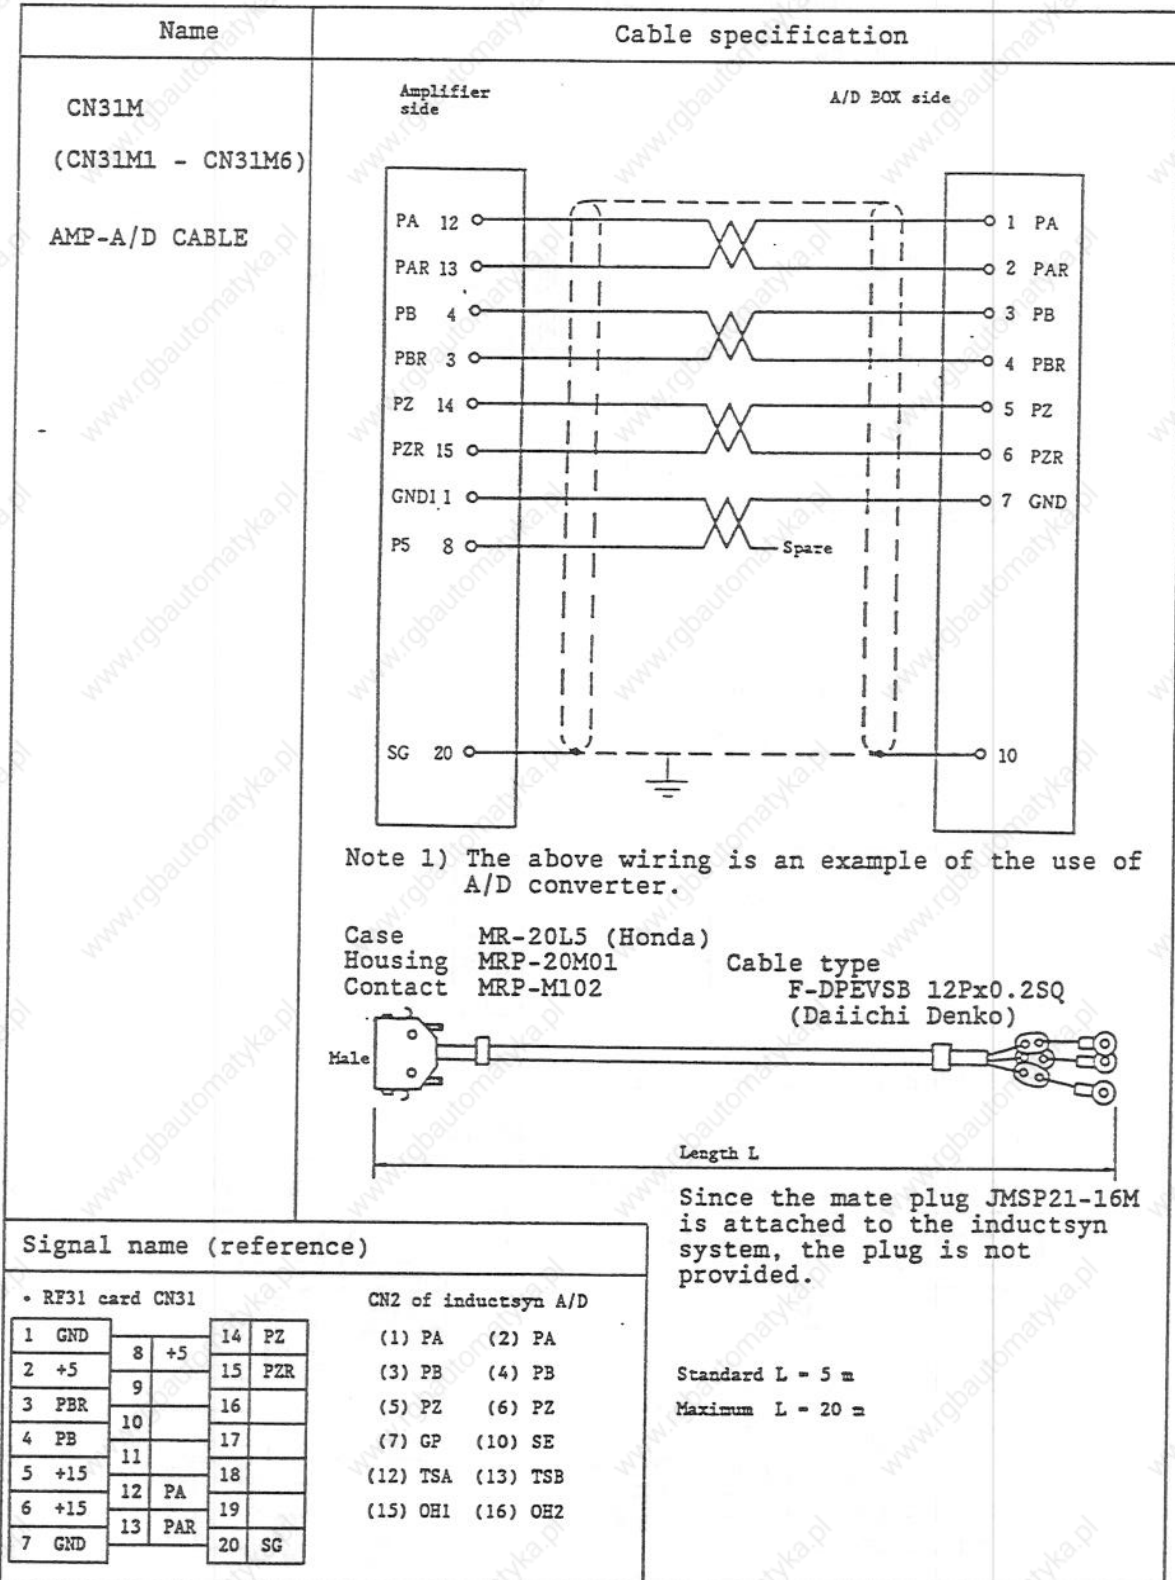 Name
Cable specification
CN31M
(CN31M1 - CN31M6)
AMP-A/D CABLE
Amplifier
side
A/D BOX side
PA 12
1 PA
PAR 13
2 PAR
PB 4
3 PB
PBR 3
4 PBR
PZ 14
5 PZ
PZR 15
6 PZR
GND1 1
7 GND
P5 8
Spare
SG 20
10
Note 1) The above wiring is an example of the use of
A/D converter.
Case MR-20L5 (Honda)
Housing MRP-20M01
Contact MRP-M102
Cable type
F-DPEVSB 12Px0.2SQ
(Daiichi Denko)
Male
Length L
Since the mate plug JMSP21-16M
is attached to the inductsyn
system, the plug is not
provided.
Standard L = 5 m
Maximum L = 20 m
Signal name (reference)
• RF31 card CN31
1 GND
2 +5
3 PBR
4 PB
5 +15
6 +15
7 GND
8 +5
9
10
11
12 PA
13 PAR
14 PZ
15 PZR
16
17
18
19
20 SG
CN2 of inductsyn A/D
(1) PA (2) PA
(3) PB (4) PB
(5) PZ (6) PZ
(7) GP (10) SE
(12) TSA (13) TSB
(15) OH1 (16) OH2
www.rgbautomatyka.pl